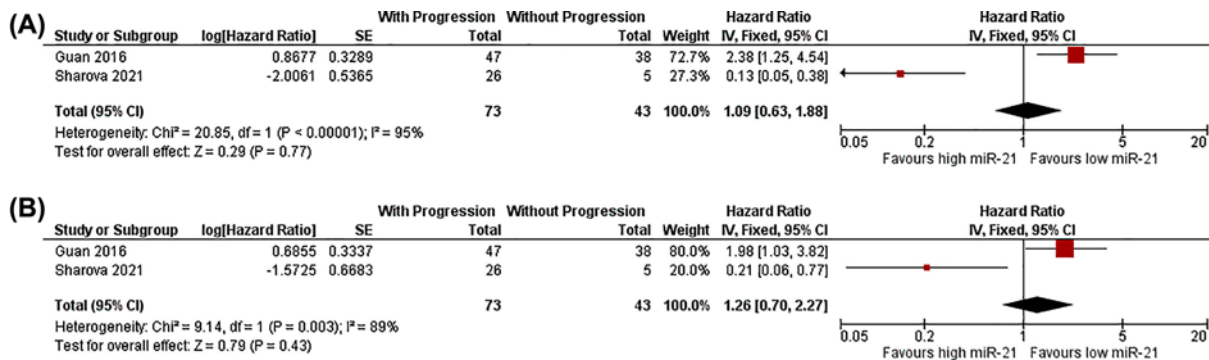 (A)
With Progression Without Progression Hazard Ratio Hazard Ratio
Study or Subgroup log[Hazard Ratio] SE Total Total Weight IV, Fixed, 95% CI IV, Fixed, 95% CI
Guan 2016 0.8677 0.3289 47 38 72.7% 2.38 [1.25, 4.54]
Sharova 2021 -2.0061 0.5365 26 5 27.3% 0.13 [0.05, 0.38]
Total (95% CI) 73 43 100.0% 1.09 [0.63, 1.88]
Heterogeneity: Chi² = 20.85, df = 1 (P < 0.00001); I² = 95%
Test for overall effect: Z = 0.29 (P = 0.77)
0.05 0.2 1 5 20
Favours high miR-21 Favours low miR-21
(B)
With Progression Without Progression Hazard Ratio Hazard Ratio
Study or Subgroup log[Hazard Ratio] SE Total Total Weight IV, Fixed, 95% CI IV, Fixed, 95% CI
Guan 2016 0.6855 0.3337 47 38 80.0% 1.98 [1.03, 3.82]
Sharova 2021 -1.5725 0.6683 26 5 20.0% 0.21 [0.06, 0.77]
Total (95% CI) 73 43 100.0% 1.26 [0.70, 2.27]
Heterogeneity: Chi² = 9.14, df = 1 (P = 0.003); I² = 89%
Test for overall effect: Z = 0.79 (P = 0.43)
0.05 0.2 1 5 20
Favours high miR-21 Favours low miR-21